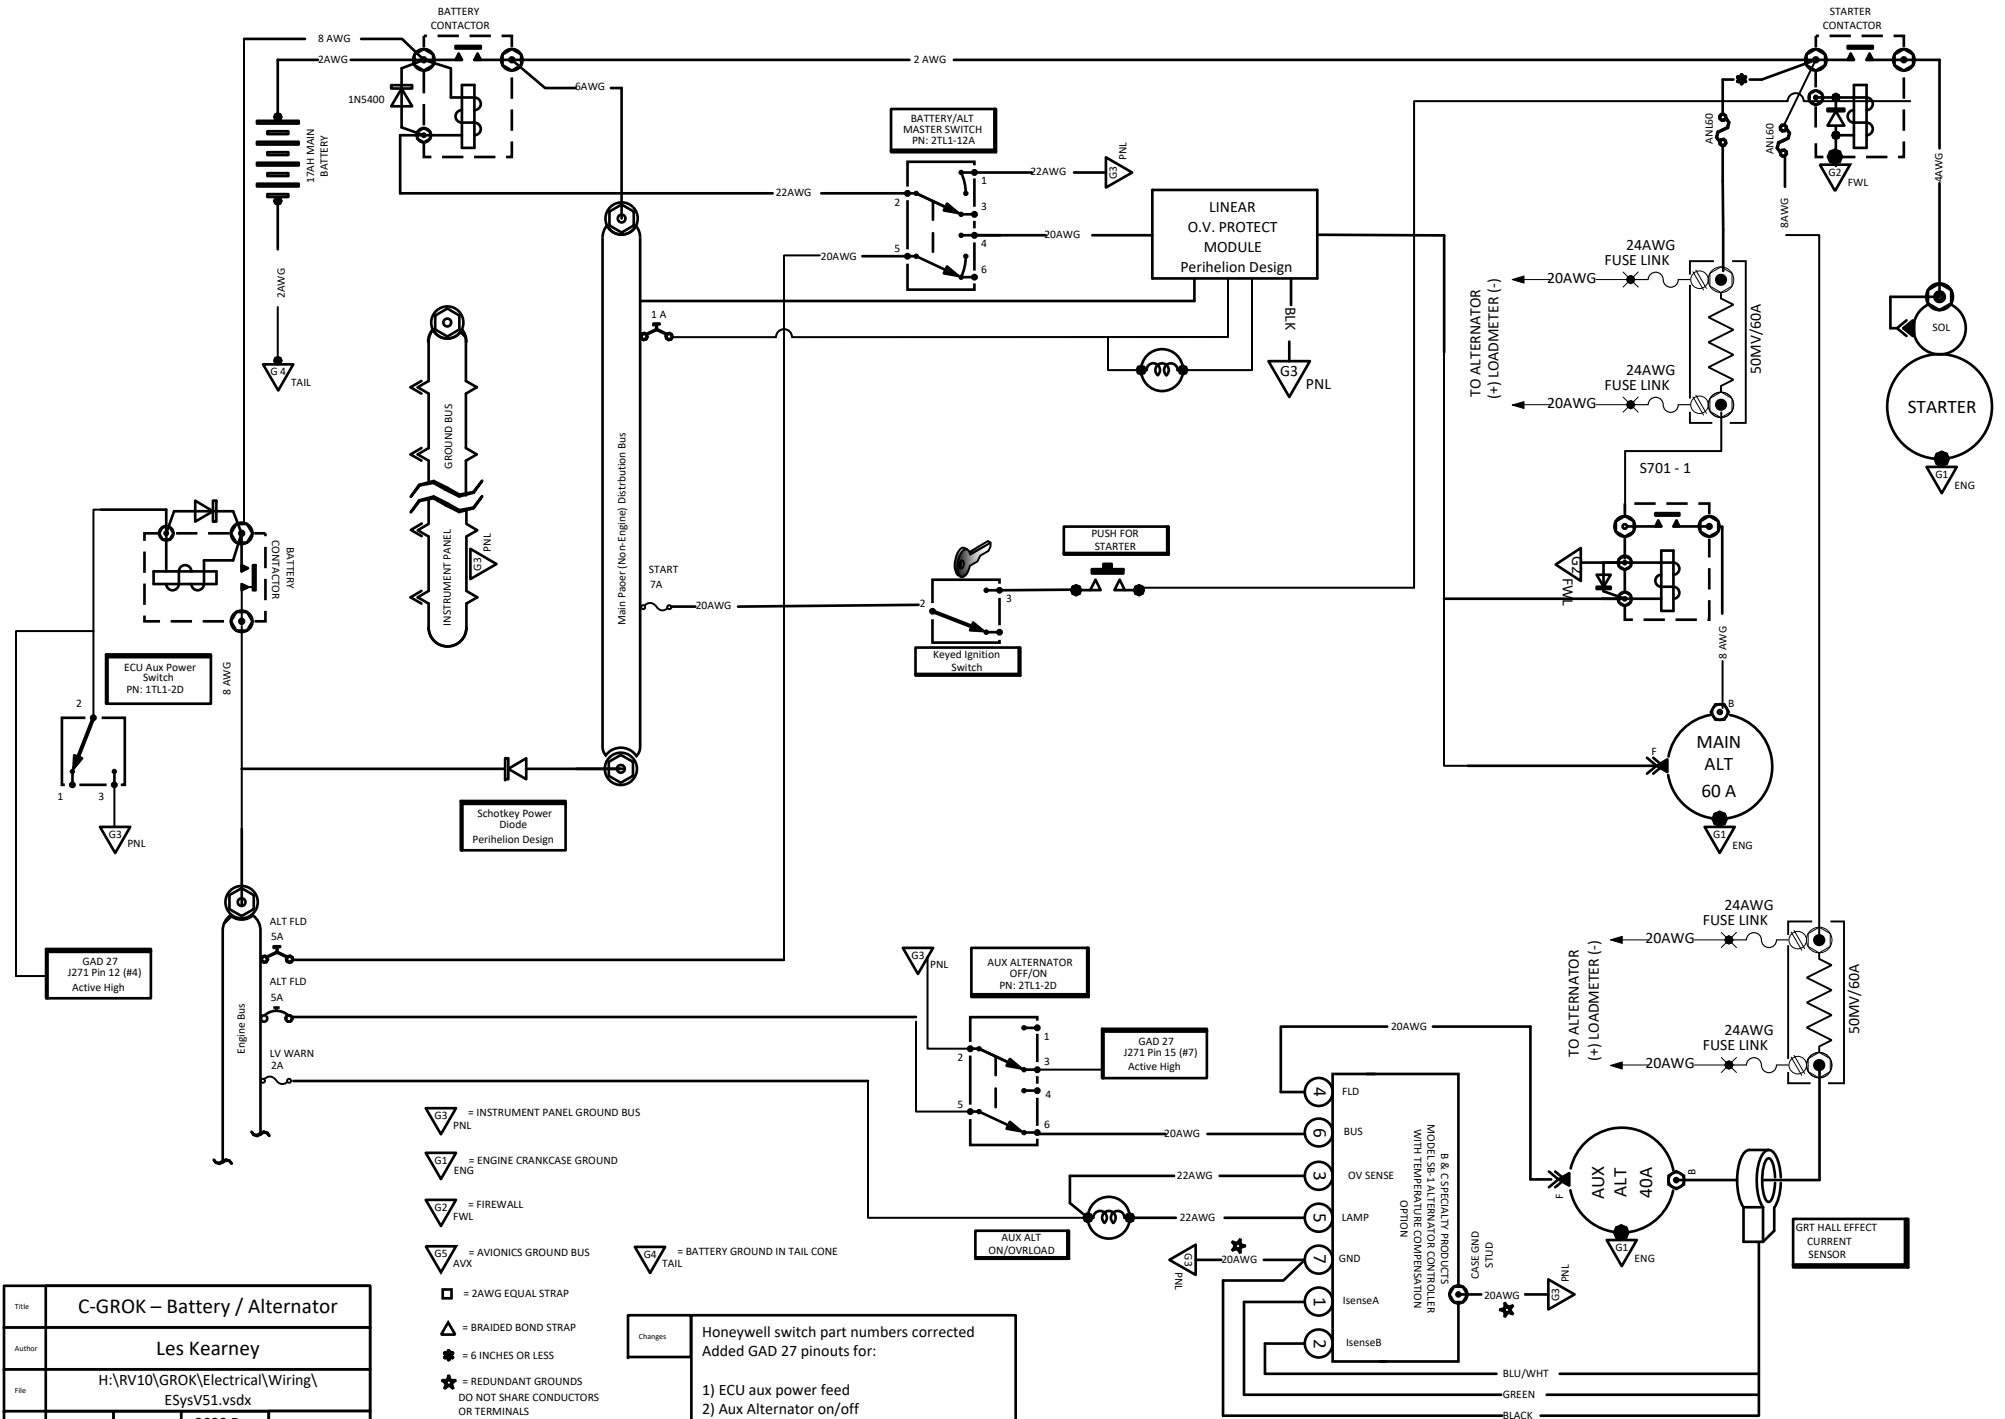 BATTERY
CONTACTOR
STARTER
CONTACTOR
8 AWG
2AWG
2 AWG
1N5400
6AWG
17AH MAIN
BATTERY
BATTERY/ALT
MASTER SWITCH
PN: 2TL1-12A
22AWG
22AWG
G3
PNL
1
2
3
4
5
6
20AWG
20AWG
LINEAR
O.V. PROTECT
MODULE
Perihelion Design
BLK
G3
PNL
1 A
ANL60
ANL60
8AWG
G2
FWL
4AWG
SOL
STARTER
G1
ENG
24AWG
FUSE LINK
20AWG
24AWG
FUSE LINK
20AWG
TO ALTERNATOR
(+) LOADMETER (-)
50MV/60A
S701 - 1
G2
FWL
8 AWG
B
F
MAIN
ALT
60 A
G1
ENG
2AWG
G 4
TAIL
GROUND BUS
INSTRUMENT PANEL
G3
PNL
Main Paoer (Non-Engine) Distrbution Bus
START
7A
20AWG
2
3
Keyed Ignition
Switch
PUSH FOR
STARTER
BATTERY
CONTACTOR
8 AWG
ECU Aux Power
Switch
PN: 1TL1-2D
2
1
3
G3
PNL
Schotkey Power
Diode
Perihelion Design
GAD 27
J271 Pin 12 (#4)
Active High
Engine Bus
ALT FLD
5A
ALT FLD
5A
LV WARN
2A
G3
PNL
AUX ALTERNATOR
OFF/ON
PN: 2TL1-2D
1
2
3
4
5
6
GAD 27
J271 Pin 15 (#7)
Active High
20AWG
20AWG
22AWG
22AWG
AUX ALT
ON/OVRLOAD
G3
PNL
20AWG
4
FLD
6
BUS
3
OV SENSE
5
LAMP
7
GND
1
IsenseA
2
IsenseB
B & C SPECIALTY PRODUCTS
MODEL SB-1 ALTERNATOR CONTROLLER
WITH TEMPERATURE COMPENSATION
OPTION
CASE GND
STUD
20AWG
G3
PNL
BLU/WHT
GREEN
BLACK
24AWG
FUSE LINK
20AWG
24AWG
FUSE LINK
20AWG
TO ALTERNATOR
(+) LOADMETER (-)
50MV/60A
AUX
ALT
40A
F
B
G1
ENG
GRT HALL EFFECT
CURRENT
SENSOR
G3
PNL
= INSTRUMENT PANEL GROUND BUS
G1
ENG
= ENGINE CRANKCASE GROUND
G2
FWL
= FIREWALL
G5
AVX
= AVIONICS GROUND BUS
G4
TAIL
= BATTERY GROUND IN TAIL CONE
= 2AWG EQUAL STRAP
= BRAIDED BOND STRAP
= 6 INCHES OR LESS
= REDUNDANT GROUNDS
DO NOT SHARE CONDUCTORS
OR TERMINALS
Title
C-GROK – Battery / Alternator
Author
Les Kearney
File
H:\RV10\GROK\Electrical\Wiring\
ESysV51.vsdx
Changes
Honeywell switch part numbers corrected
Added GAD 27 pinouts for:
1) ECU aux power feed
2) Aux Alternator on/off